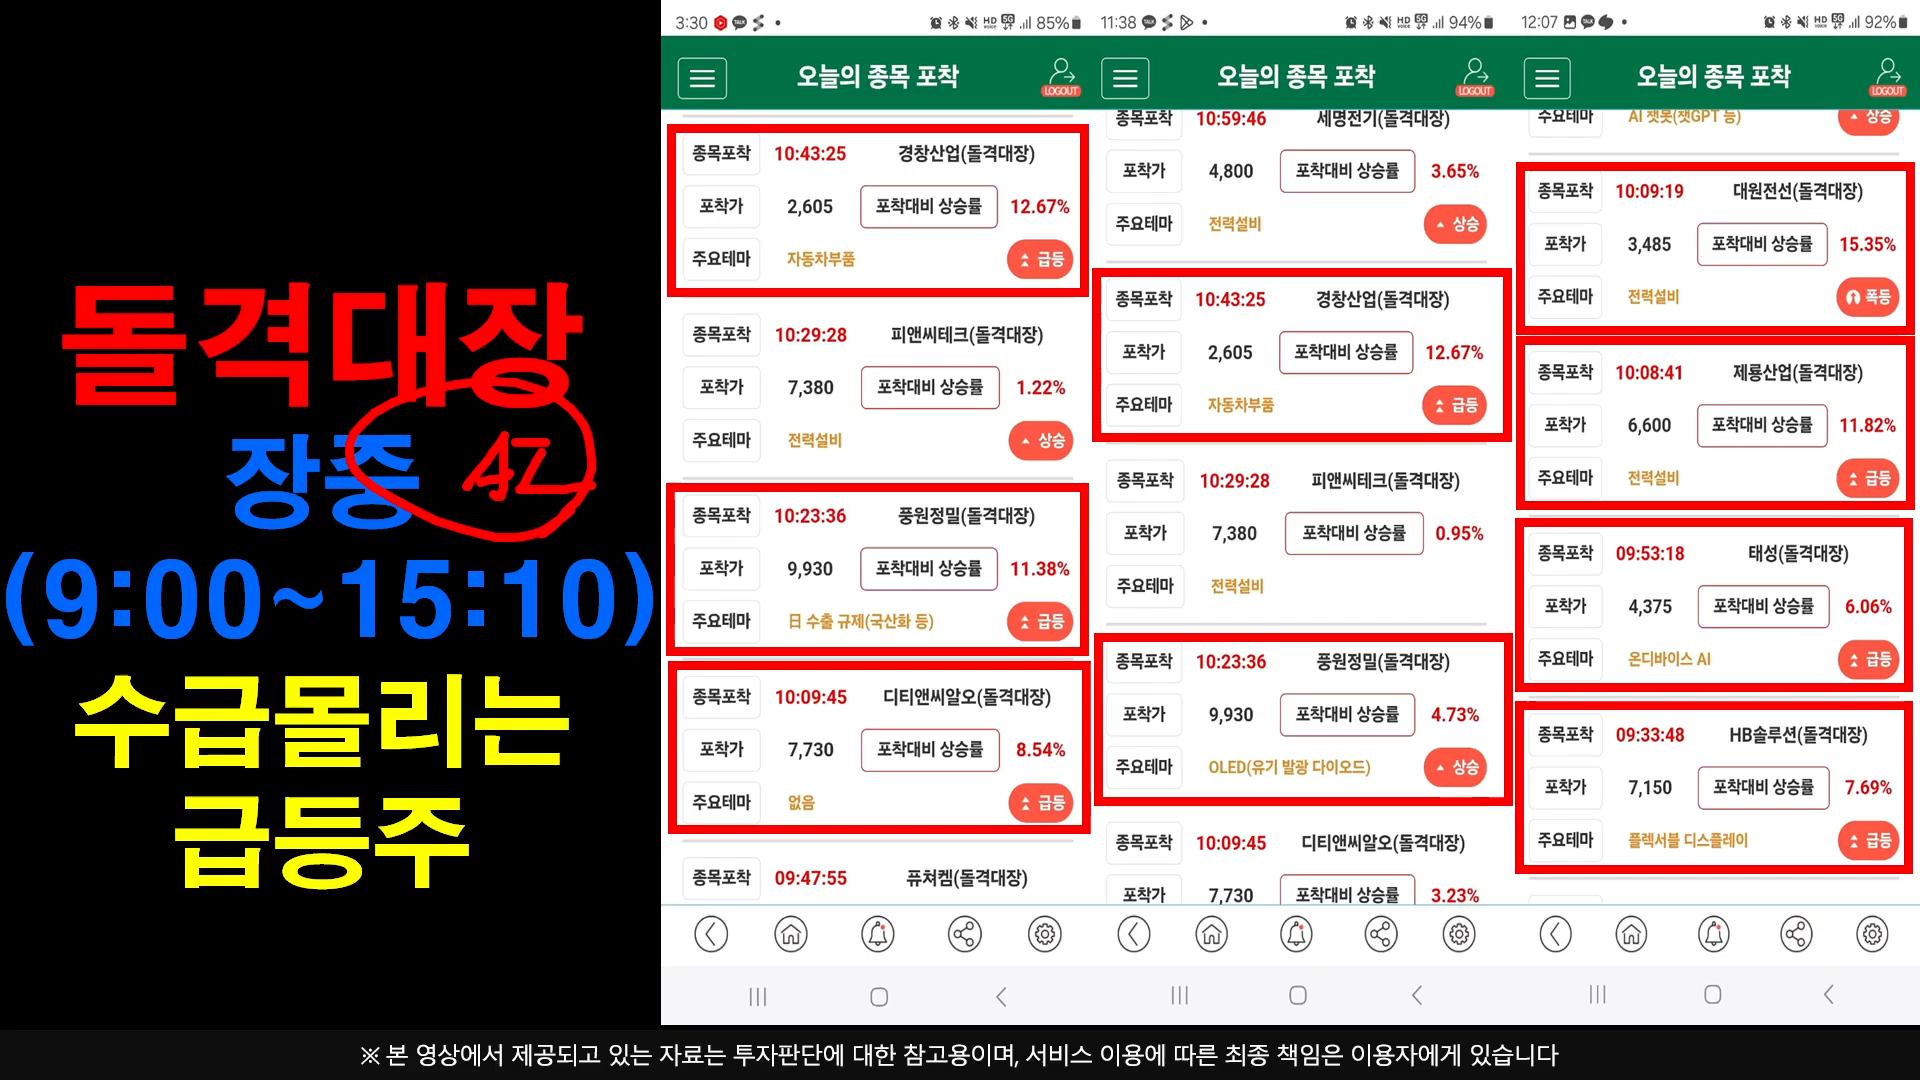 돌격대장
AI
장중
(9:00~15:10)
수급몰리는
급등주
3:30 85%
오늘의 종목 포착
LOGOUT
종목포착 10:43:25 경창산업(돌격대장)
포착가 2,605 포착대비 상승률 12.67%
주요테마 자동차부품 급등
종목포착 10:29:28 피앤씨테크(돌격대장)
포착가 7,380 포착대비 상승률 1.22%
주요테마 전력설비 상승
종목포착 10:23:36 풍원정밀(돌격대장)
포착가 9,930 포착대비 상승률 11.38%
주요테마 日 수출 규제(국산화 등) 급등
종목포착 10:09:45 디티앤씨알오(돌격대장)
포착가 7,730 포착대비 상승률 8.54%
주요테마 없음 급등
종목포착 09:47:55 퓨쳐켐(돌격대장)
11:38 94%
오늘의 종목 포착
LOGOUT
종목포착 10:59:46 세명전기(돌격대장)
포착가 4,800 포착대비 상승률 3.65%
주요테마 전력설비 상승
종목포착 10:43:25 경창산업(돌격대장)
포착가 2,605 포착대비 상승률 12.67%
주요테마 자동차부품 급등
종목포착 10:29:28 피앤씨테크(돌격대장)
포착가 7,380 포착대비 상승률 0.95%
주요테마 전력설비
종목포착 10:23:36 풍원정밀(돌격대장)
포착가 9,930 포착대비 상승률 4.73%
주요테마 OLED(유기 발광 다이오드) 상승
종목포착 10:09:45 디티앤씨알오(돌격대장)
포착가 7,730 포착대비 상승률 3.23%
12:07 92%
오늘의 종목 포착
LOGOUT
주요테마 AI 챗봇(챗GPT 등) 상승
종목포착 10:09:19 대원전선(돌격대장)
포착가 3,485 포착대비 상승률 15.35%
주요테마 전력설비 폭등
종목포착 10:08:41 제룡산업(돌격대장)
포착가 6,600 포착대비 상승률 11.82%
주요테마 전력설비 급등
종목포착 09:53:18 태성(돌격대장)
포착가 4,375 포착대비 상승률 6.06%
주요테마 온디바이스 AI 급등
종목포착 09:33:48 HB솔루션(돌격대장)
포착가 7,150 포착대비 상승률 7.69%
주요테마 플렉서블 디스플레이 급등
※ 본 영상에서 제공되고 있는 자료는 투자판단에 대한 참고용이며, 서비스 이용에 따른 최종 책임은 이용자에게 있습니다